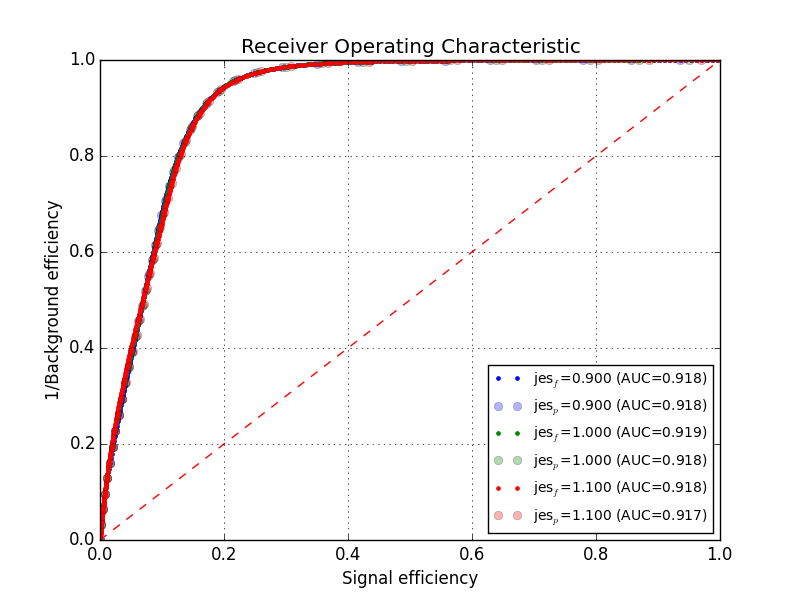 Receiver Operating Characteristic
1.0
0.8
0.6
0.4
0.2
0.0
1/Background efficiency
0.0 0.2 0.4 0.6 0.8 1.0
Signal efficiency
jes_f=0.900 (AUC=0.918)
jes_p=0.900 (AUC=0.918)
jes_f=1.000 (AUC=0.919)
jes_p=1.000 (AUC=0.918)
jes_f=1.100 (AUC=0.918)
jes_p=1.100 (AUC=0.917)